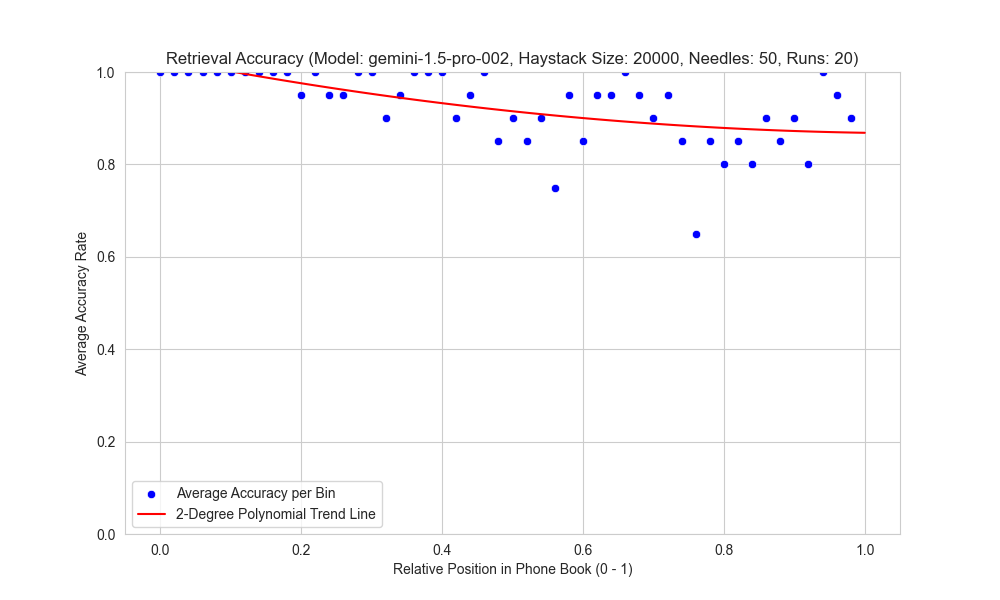 Retrieval Accuracy (Model: gemini-1.5-pro-002, Haystack Size: 20000, Needles: 50, Runs: 20)
1.0
0.8
0.6
0.4
0.2
0.0
Average Accuracy Rate
Average Accuracy per Bin
2-Degree Polynomial Trend Line
0.0 0.2 0.4 0.6 0.8 1.0
Relative Position in Phone Book (0 - 1)